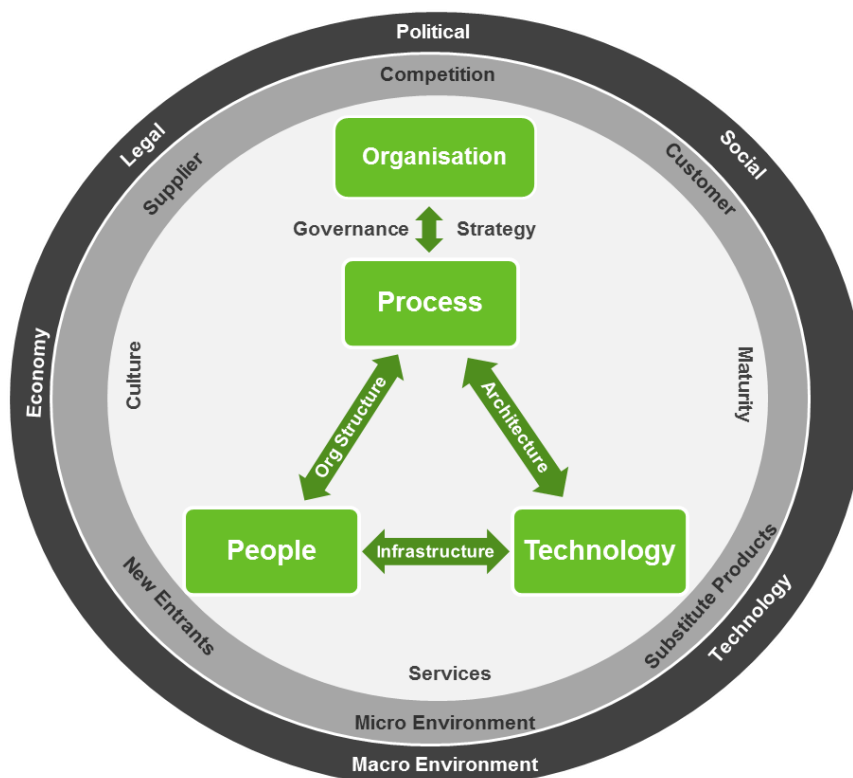 Political
Competition
Legal
Social
Supplier
Customer
Organisation
Governance
Strategy
Process
Economy
Culture
Maturity
Org Structure
Architecture
People
Infrastructure
Technology
New Entrants
Substitute Products
Technology
Services
Micro Environment
Macro Environment